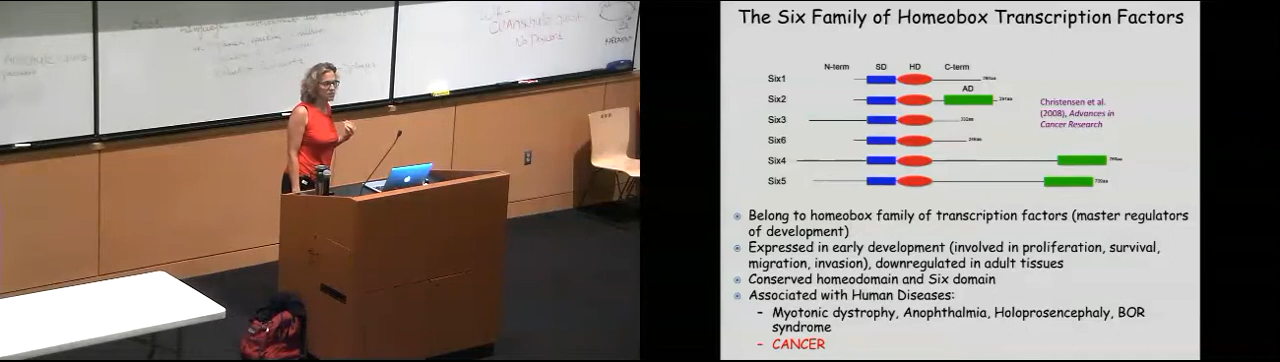 The Six Family of Homeobox Transcription Factors
N-term SD HD C-term
Six1
AD
Six2
Six3
Six6
Six4
Six5
Christensen et al.
(2008), Advances in
Cancer Research
Belong to homeobox family of transcription factors (master regulators
of development)
Expressed in early development (involved in proliferation, survival,
migration, invasion), downregulated in adult tissues
Conserved homeodomain and Six domain
Associated with Human Diseases:
- Myotonic dystrophy, Anophthalmia, Holoprosencephaly, BOR
syndrome
- CANCER